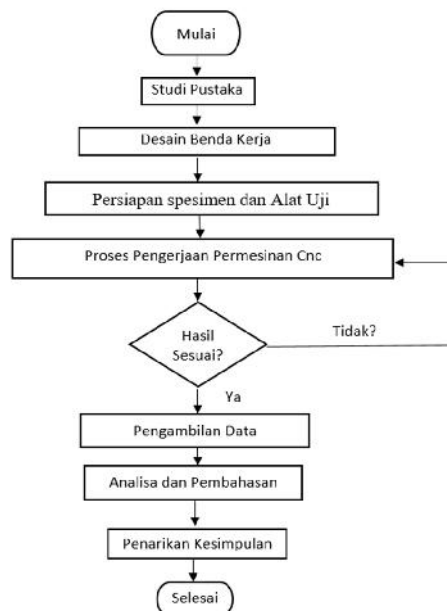 Mulai
Studi Pustaka
Desain Benda Kerja
Persiapan spesimen dan Alat Uji
Proses Pengerjaan Permesinan Cnc
Hasil
Sesuai?
Tidak?
Ya
Pengambilan Data
Analisa dan Pembahasan
Penarikan Kesimpulan
Selesai